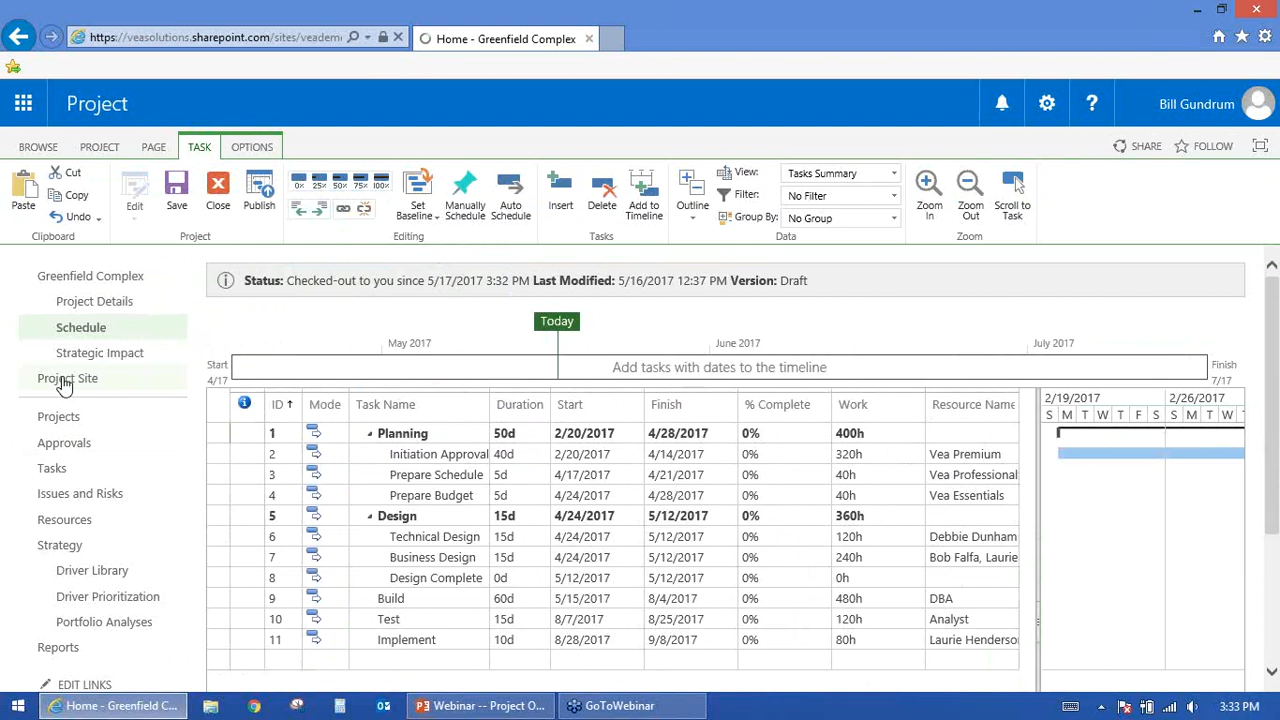 https://veasolutions.sharepoint.com/sites/veadem
Home - Greenfield Complex
Project
Bill Gundrum
BROWSE PROJECT PAGE TASK OPTIONS
SHARE FOLLOW
Paste
Cut
Copy
Undo
Clipboard
Edit
Save
Close
Publish
Project
0% 25% 50% 75% 100%
Set Baseline
Manually Schedule
Auto Schedule
Editing
Insert
Delete
Add to Timeline
Tasks
Outline
View: Tasks Summary
Filter: No Filter
Group By: No Group
Data
Zoom In
Zoom Out
Scroll to Task
Zoom
Greenfield Complex
Project Details
Schedule
Strategic Impact
Project Site
Projects
Approvals
Tasks
Issues and Risks
Resources
Strategy
Driver Library
Driver Prioritization
Portfolio Analyses
Reports
EDIT LINKS
Status: Checked-out to you since 5/17/2017 3:32 PM Last Modified: 5/16/2017 12:37 PM Version: Draft
Today
May 2017 June 2017 July 2017
Start
4/17
Add tasks with dates to the timeline
Finish
7/17
ID Mode Task Name Duration Start Finish % Complete Work Resource Name
2/19/2017 2/26/2017
S M T W T F S S M T W T
1 Planning 50d 2/20/2017 4/28/2017 0% 400h
2 Initiation Approval 40d 2/20/2017 4/14/2017 0% 320h Vea Premium
3 Prepare Schedule 5d 4/17/2017 4/21/2017 0% 40h Vea Professional
4 Prepare Budget 5d 4/24/2017 4/28/2017 0% 40h Vea Essentials
5 Design 15d 4/24/2017 5/12/2017 0% 360h
6 Technical Design 15d 4/24/2017 5/12/2017 0% 120h Debbie Dunham
7 Business Design 15d 4/24/2017 5/12/2017 0% 240h Bob Falfa, Laurie
8 Design Complete 0d 5/12/2017 5/12/2017 0% 0h
9 Build 60d 5/15/2017 8/4/2017 0% 480h DBA
10 Test 15d 8/7/2017 8/25/2017 0% 120h Analyst
11 Implement 10d 8/28/2017 9/8/2017 0% 80h Laurie Henderso
Home - Greenfield C...
Webinar -- Project O...
GoToWebinar
3:33 PM